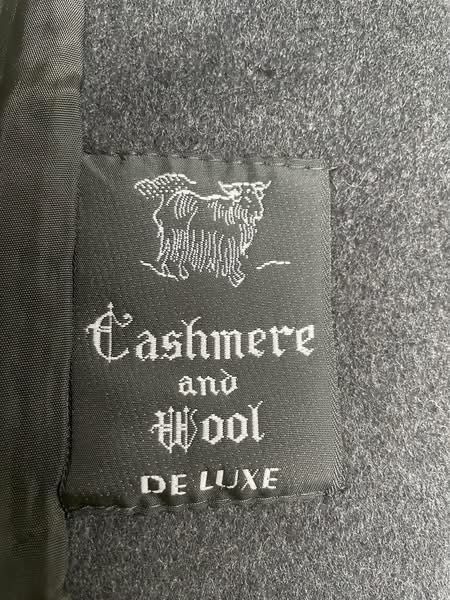 Cashmere
and
Wool
DE LUXE